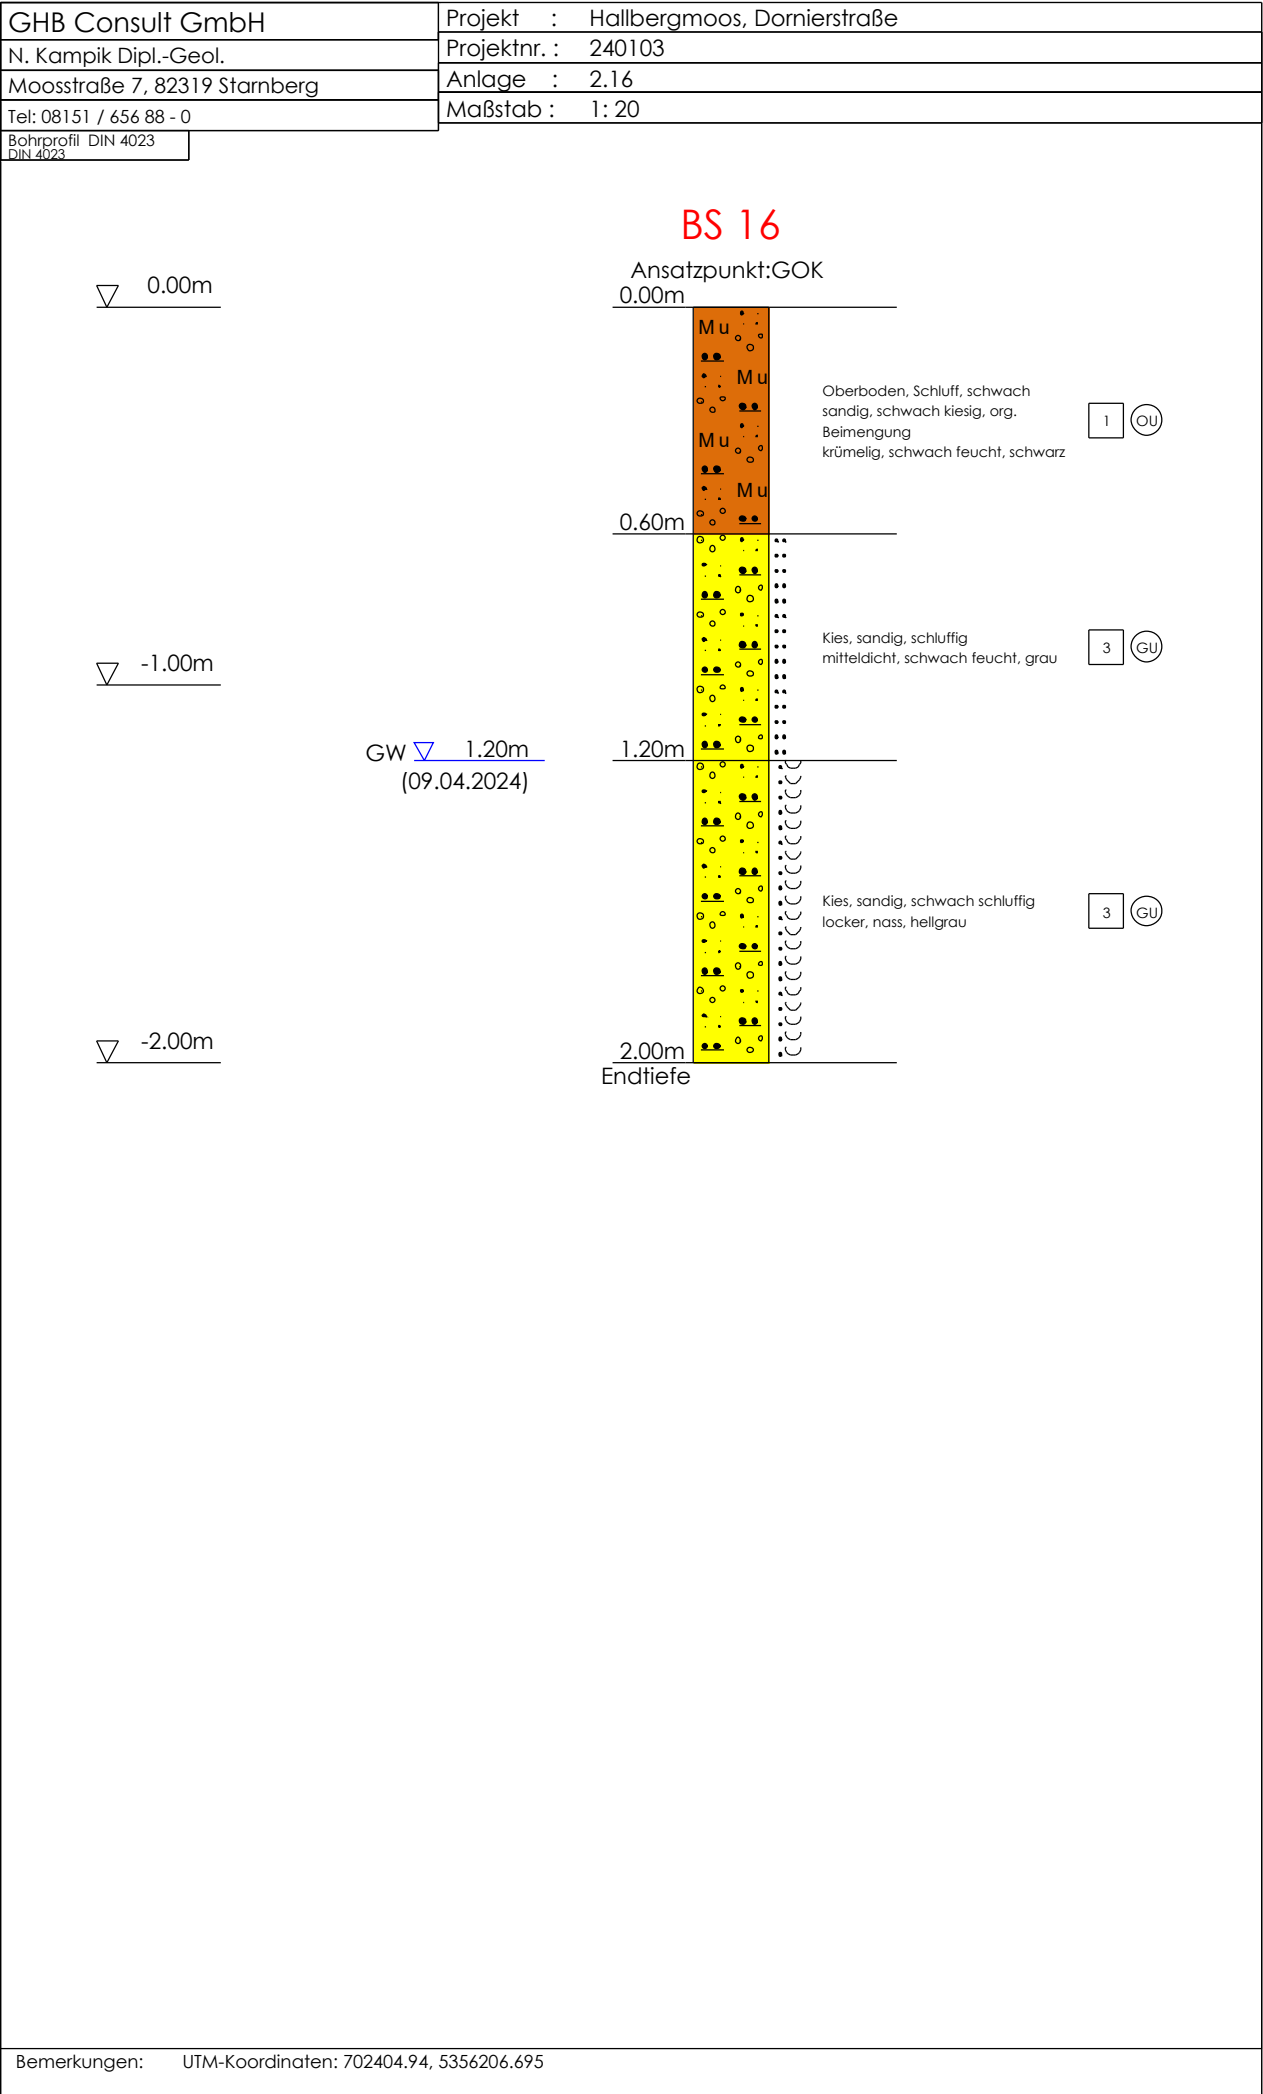 GHB Consult GmbH
N. Kampik Dipl.-Geol.
Moosstraße 7, 82319 Starnberg
Tel: 08151 / 656 88 - 0
Bohrprofil DIN 4023
DIN 4023
Projekt : Hallbergmoos, Dornierstraße
Projektnr. : 240103
Anlage : 2.16
Maßstab : 1: 20
BS 16
Ansatzpunkt:GOK
0.00m
0.00m
Mu
Mu
Mu
Mu
Oberboden, Schluff, schwach
sandig, schwach kiesig, org.
Beimengung
krümelig, schwach feucht, schwarz
1 OU
0.60m
Kies, sandig, schluffig
mitteldicht, schwach feucht, grau
3 GU
-1.00m
GW 1.20m
(09.04.2024)
1.20m
Kies, sandig, schwach schluffig
locker, nass, hellgrau
3 GU
-2.00m
2.00m
Endtiefe
Bemerkungen: UTM-Koordinaten: 702404.94, 5356206.695